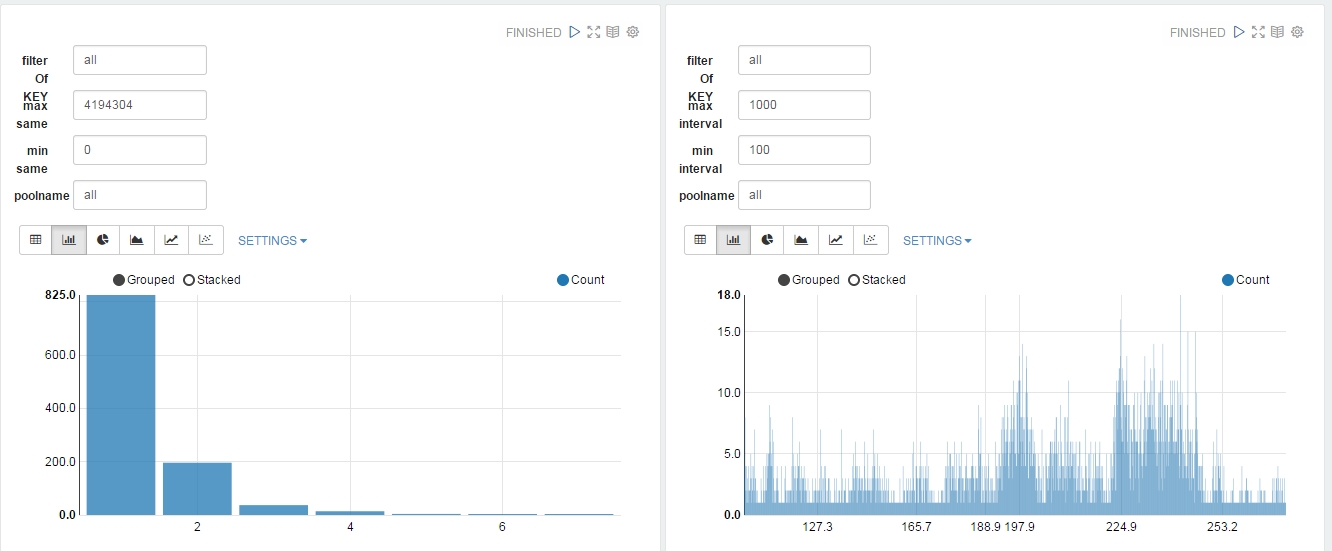 FINISHED
filter Of KEY
all
max same
4194304
min same
0
poolname
all
SETTINGS
Grouped Stacked Count
825.0
600.0
400.0
200.0
0.0
2 4 6
FINISHED
filter Of KEY
all
max interval
1000
min interval
100
poolname
all
SETTINGS
Grouped Stacked Count
18.0
15.0
10.0
5.0
0.0
127.3 165.7 188.9 197.9 224.9 253.2